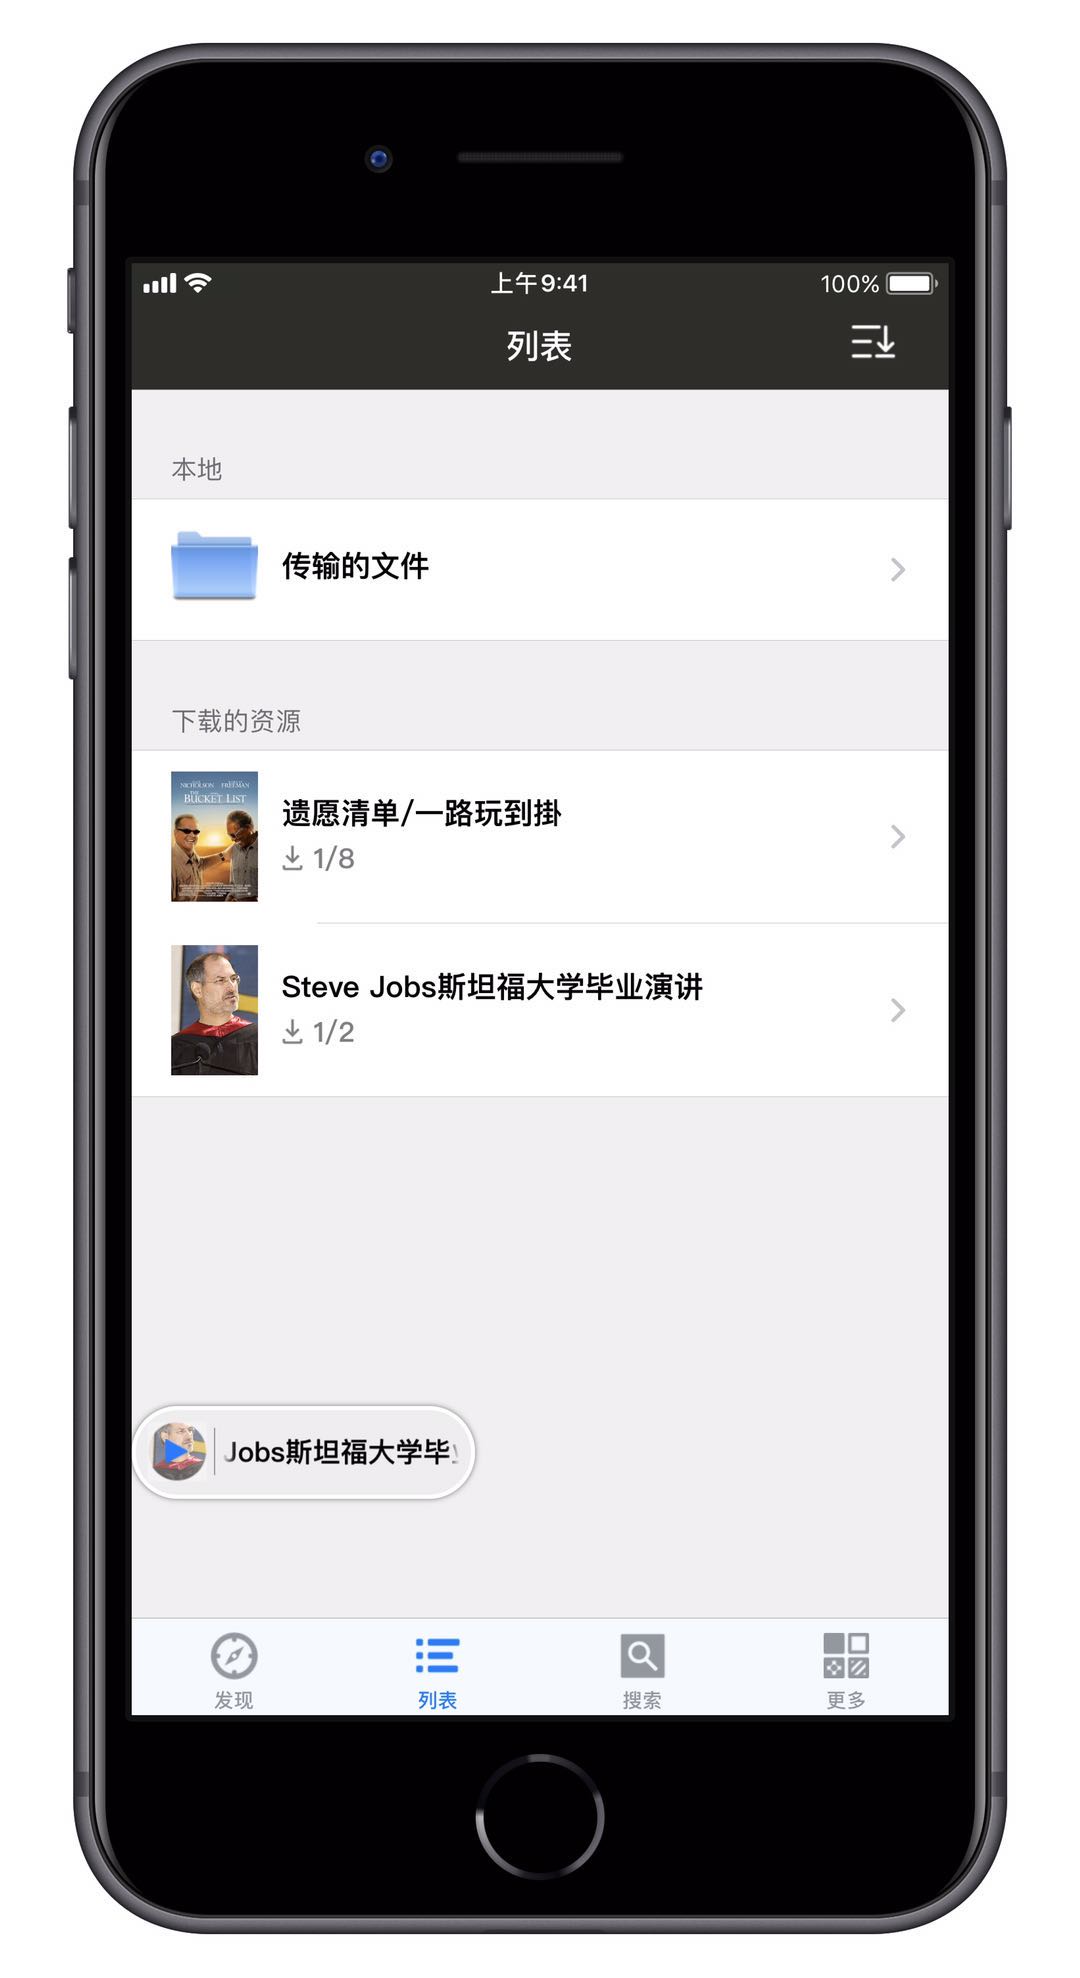 上午9:41
100%
列表
本地
传输的文件
下载的资源
NICHOLSON FREEMAN
THE
BUCKET LIST
遗愿清单/一路玩到掛
1/8
Steve Jobs斯坦福大学毕业演讲
1/2
Jobs斯坦福大学毕
发现
列表
搜索
更多